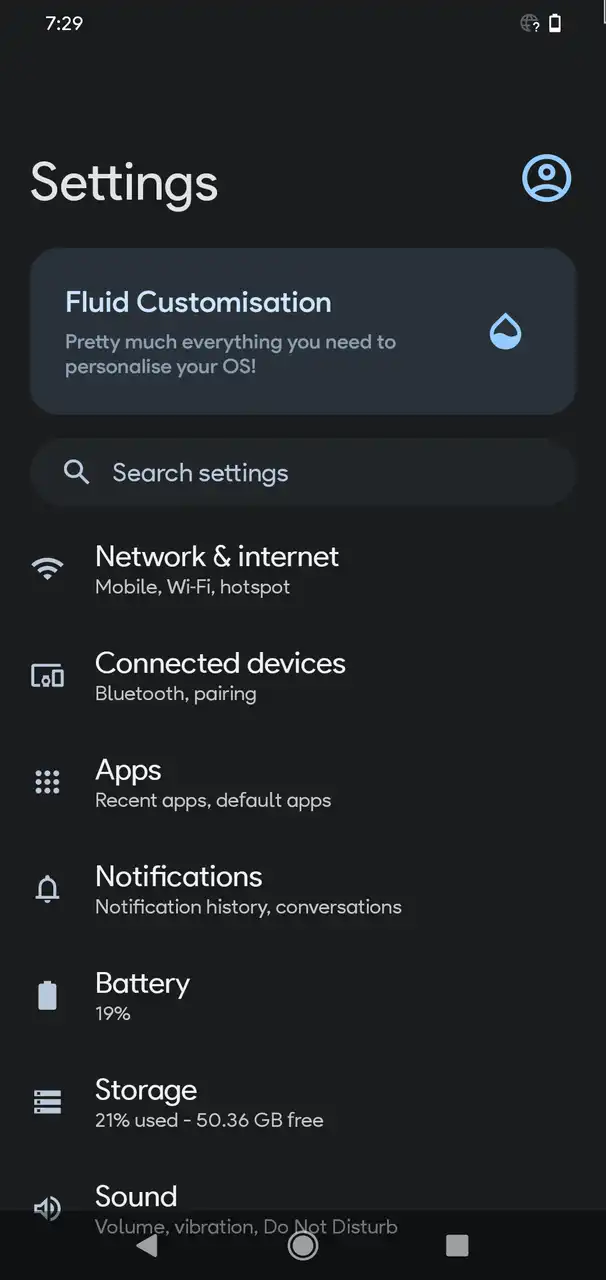 7:29
?
Settings
Fluid Customisation
Pretty much everything you need to
personalise your OS!
Search settings
Network & internet
Mobile, Wi-Fi, hotspot
Connected devices
Bluetooth, pairing
Apps
Recent apps, default apps
Notifications
Notification history, conversations
Battery
19%
Storage
21% used - 50.36 GB free
Sound
Volume, vibration, Do Not Disturb